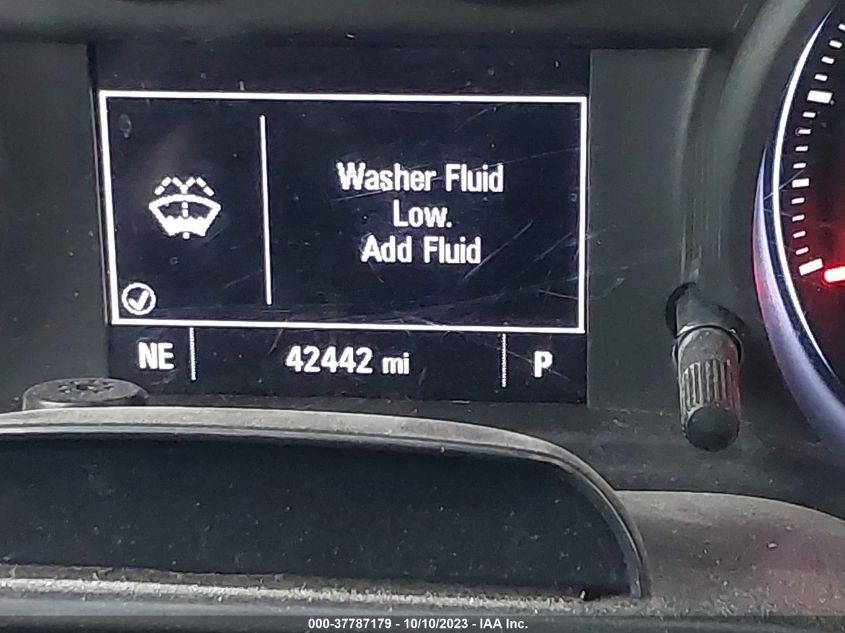 Washer Fluid
Low.
Add Fluid
NE 42442 mi P
000-37787179 - 10/10/2023 - IAA Inc.